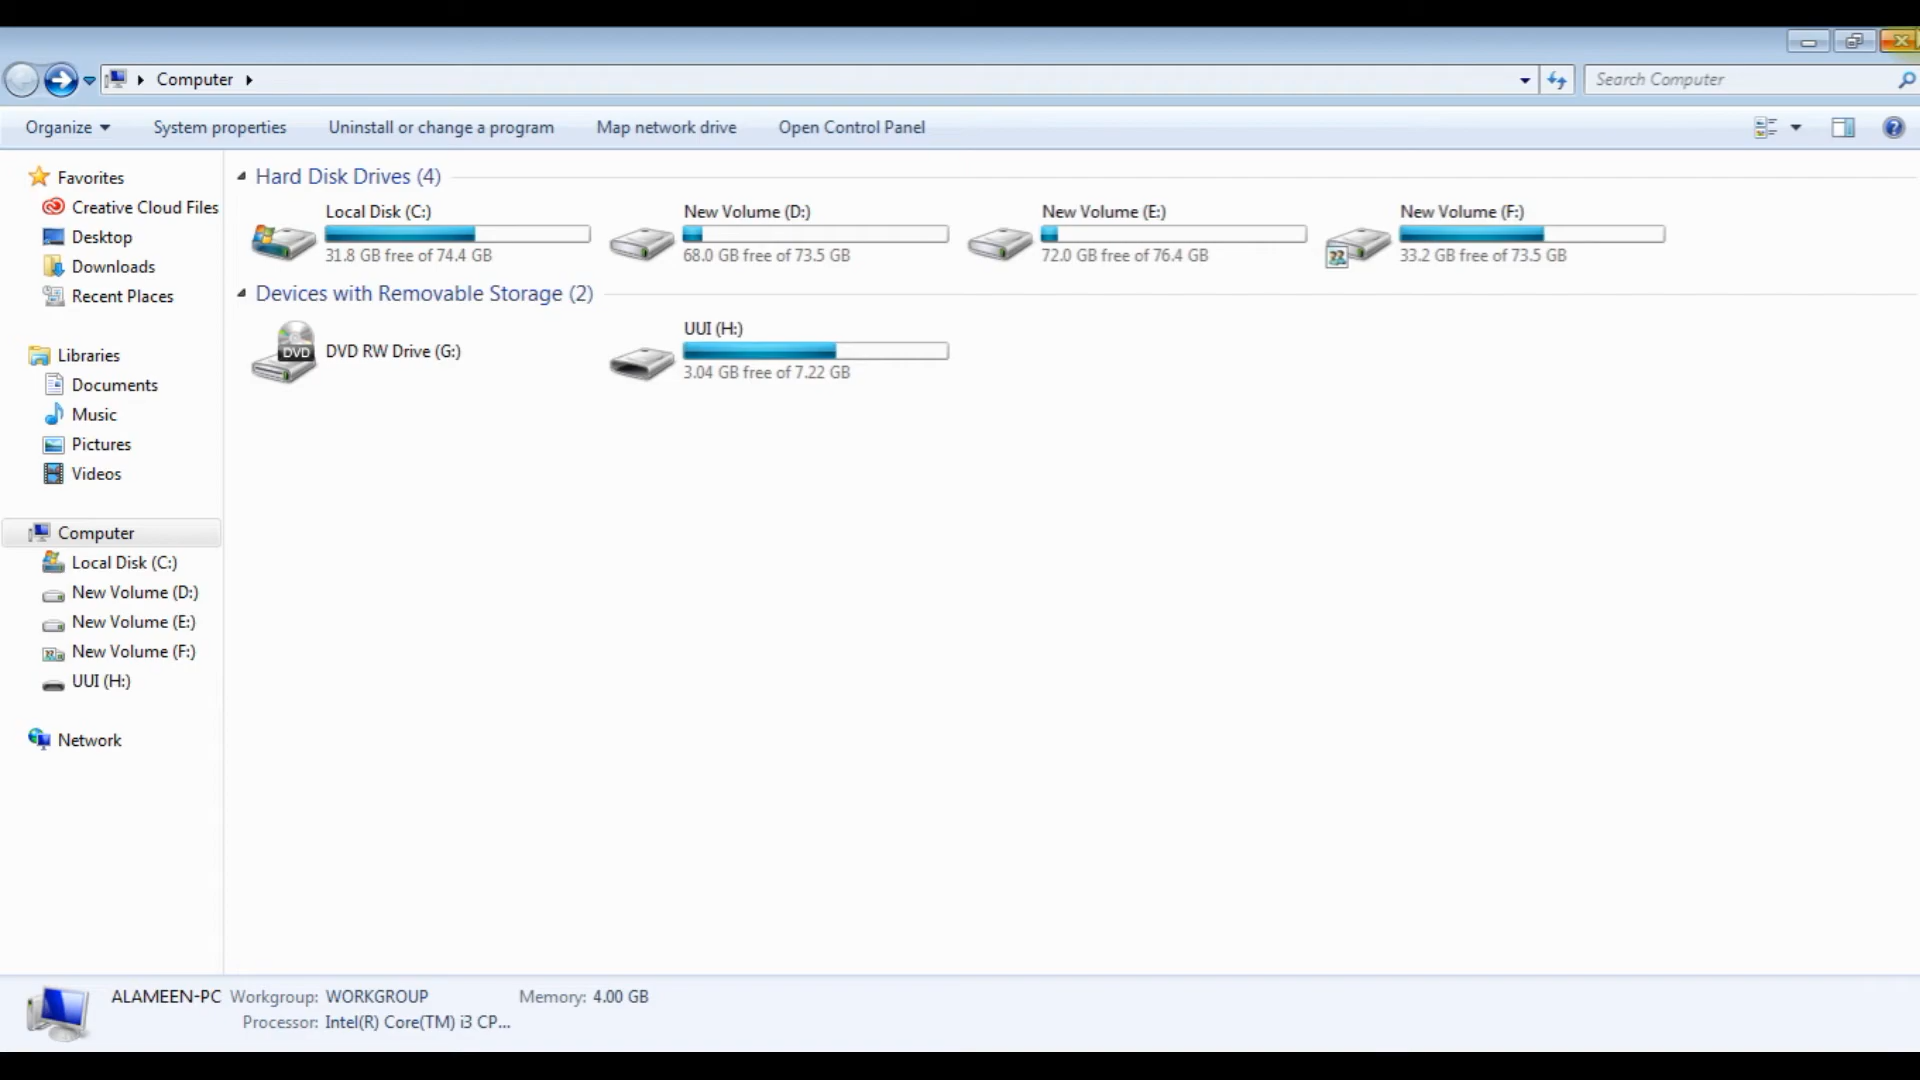 Computer
Search Computer
Organize
System properties
Uninstall or change a program
Map network drive
Open Control Panel
Favorites
Creative Cloud Files
Desktop
Downloads
Recent Places
Libraries
Documents
Music
Pictures
Videos
Computer
Local Disk (C:)
New Volume (D:)
New Volume (E:)
New Volume (F:)
UUI (H:)
Network
Hard Disk Drives (4)
Local Disk (C:)
31.8 GB free of 74.4 GB
New Volume (D:)
68.0 GB free of 73.5 GB
New Volume (E:)
72.0 GB free of 76.4 GB
New Volume (F:)
33.2 GB free of 73.5 GB
Devices with Removable Storage (2)
DVD
DVD RW Drive (G:)
UUI (H:)
3.04 GB free of 7.22 GB
ALAMEEN-PC Workgroup: WORKGROUP Memory: 4.00 GB
Processor: Intel(R) Core(TM) i3 CP...